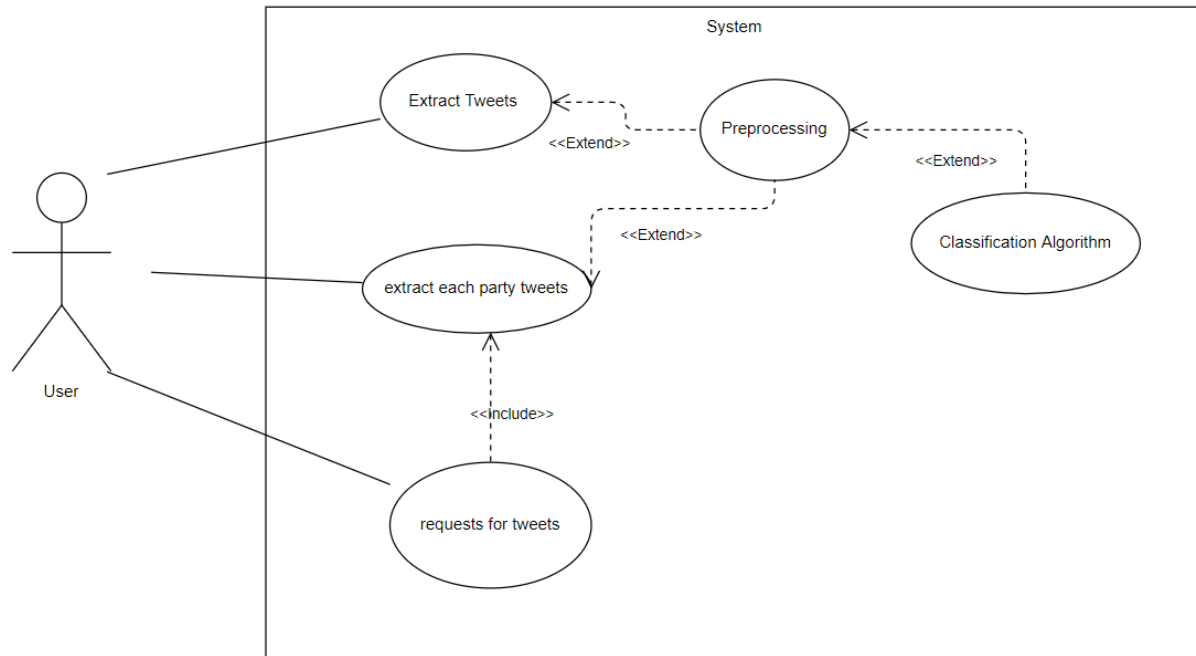 System
Extract Tweets
Preprocessing
<<Extend>>
<<Extend>>
Classification Algorithm
<<Extend>>
extract each party tweets
User
<<include>>
requests for tweets